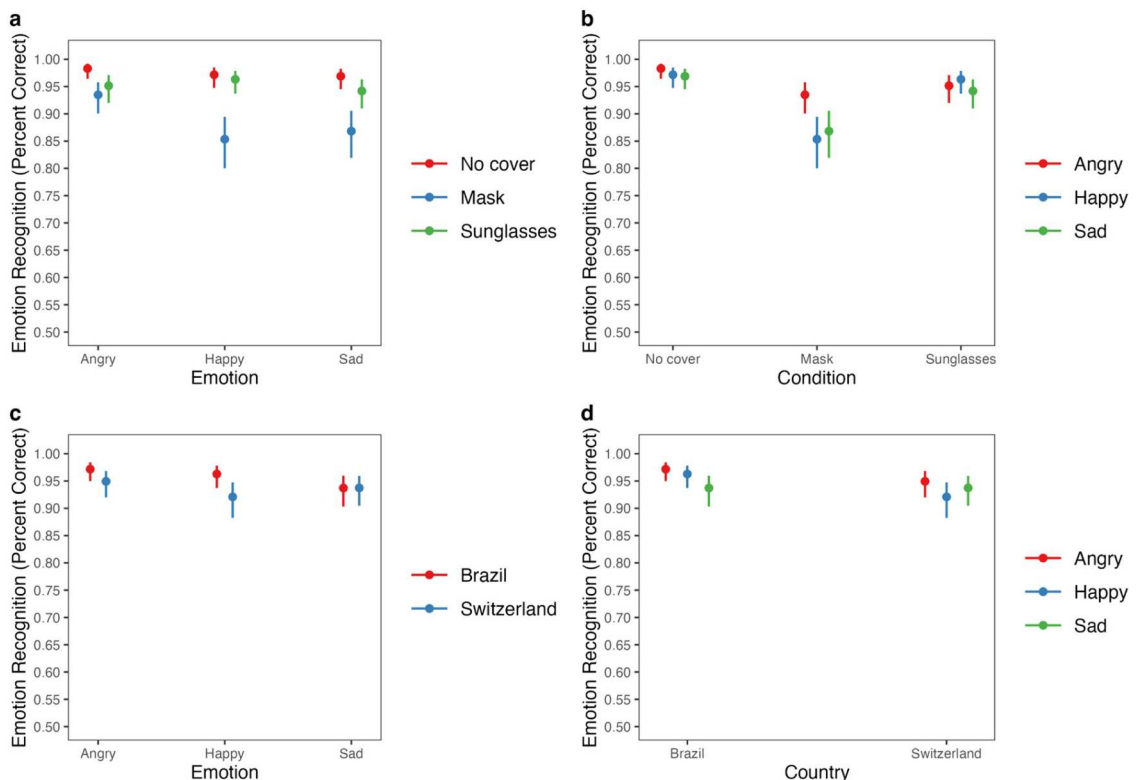 a
Emotion Recognition (Percent Correct)
1.00
0.95
0.90
0.85
0.80
0.75
0.70
0.65
0.60
0.55
0.50
Angry
Happy
Sad
Emotion
No cover
Mask
Sunglasses
b
Emotion Recognition (Percent Correct)
1.00
0.95
0.90
0.85
0.80
0.75
0.70
0.65
0.60
0.55
0.50
No cover
Mask
Sunglasses
Condition
Angry
Happy
Sad
c
Emotion Recognition (Percent Correct)
1.00
0.95
0.90
0.85
0.80
0.75
0.70
0.65
0.60
0.55
0.50
Angry
Happy
Sad
Emotion
Brazil
Switzerland
d
Emotion Recognition (Percent Correct)
1.00
0.95
0.90
0.85
0.80
0.75
0.70
0.65
0.60
0.55
0.50
Brazil
Switzerland
Country
Angry
Happy
Sad